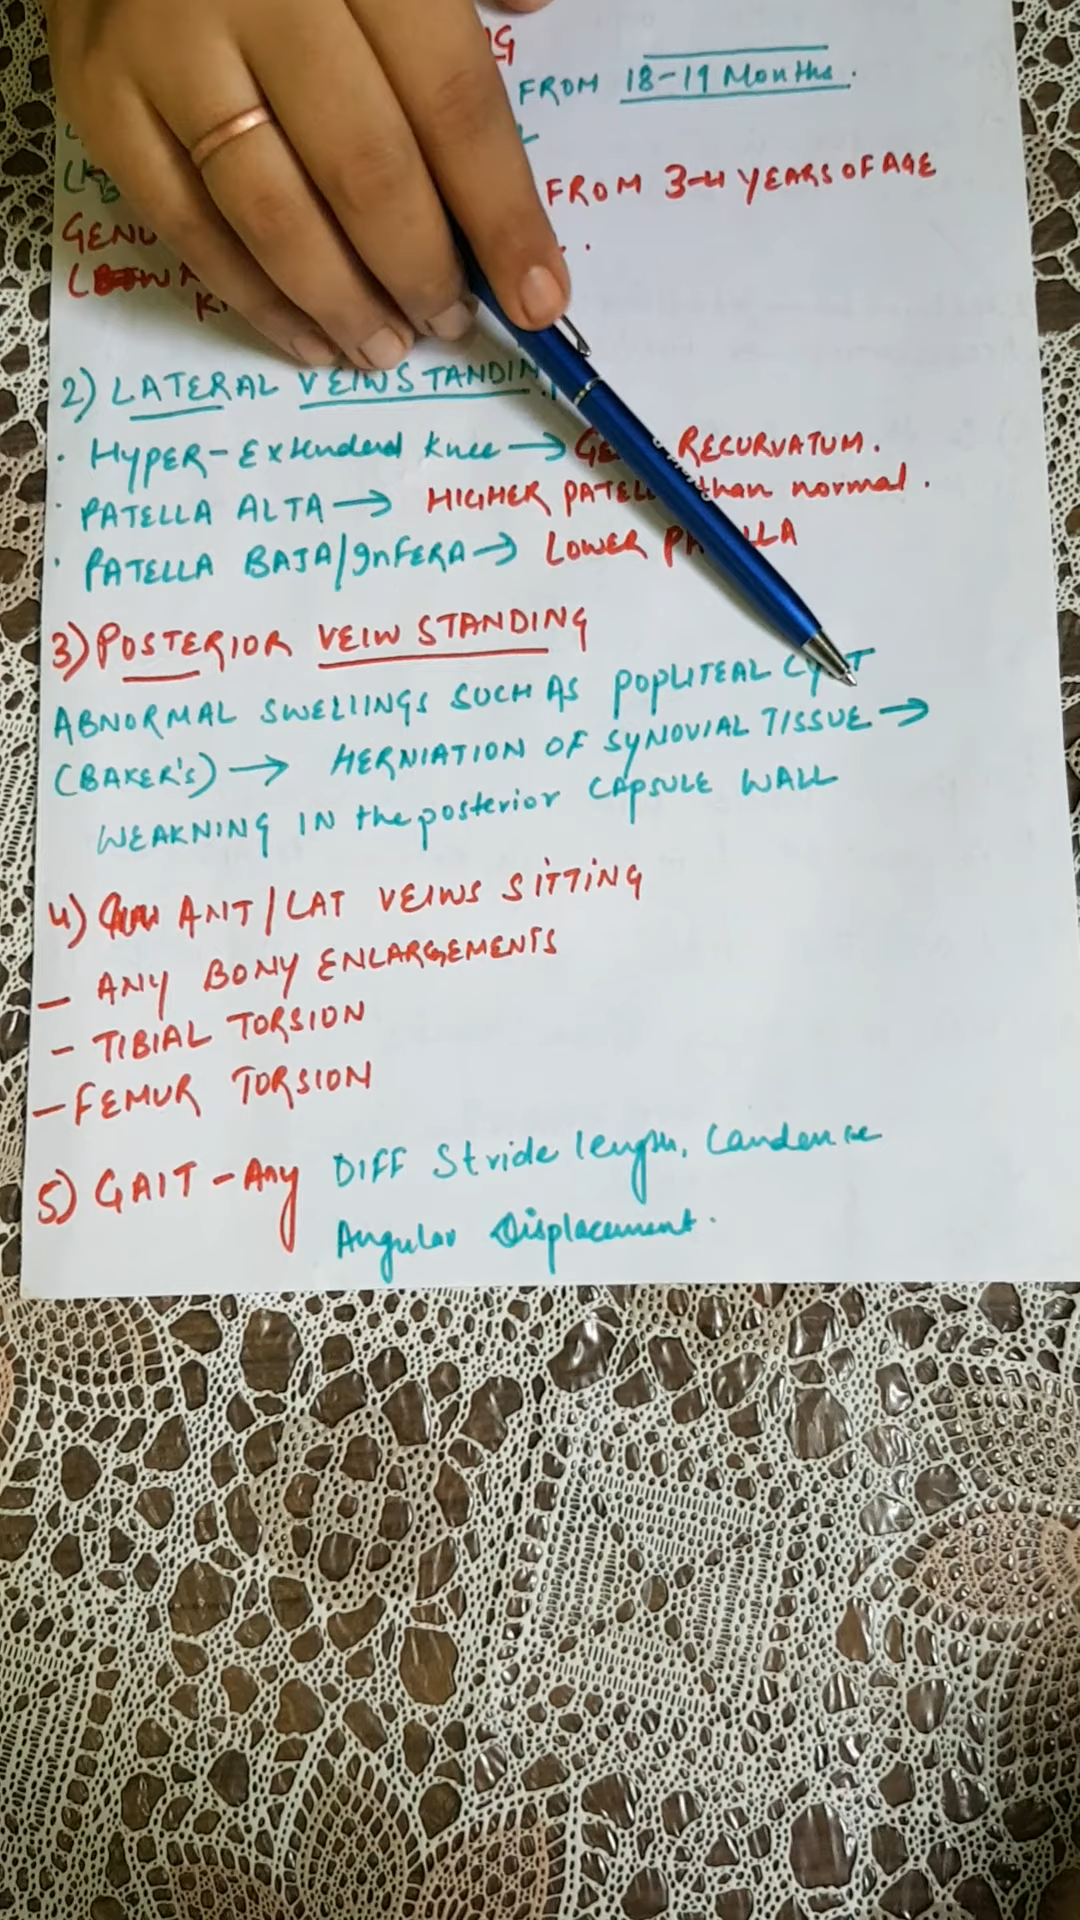 FROM 18-19 Months.
FROM 3-4 YEARS OF AGE
2) LATERAL VEIW STANDIN
· HYPER-Extended Knee → RECURVATUM.
· PATELLA ALTA → HIGHER than normal.
· PATELLA BAJA/InFERA → LOWER
3) POSTERIOR VEIW STANDING
ABNORMAL SWELLINGS SUCH AS POPLITEAL
(BAKER'S) → HERNIATION OF SYNOVIAL TISSUE →
WEAKNING IN the posterior CAPSULE WALL
4) ANT/LAT VEIWS SITTING
- ANY BONY ENLARGEMENTS
- TIBIAL TORSION
- FEMUR TORSION
5) GAIT - Any DIFF Stride length,
Angular Displacement.